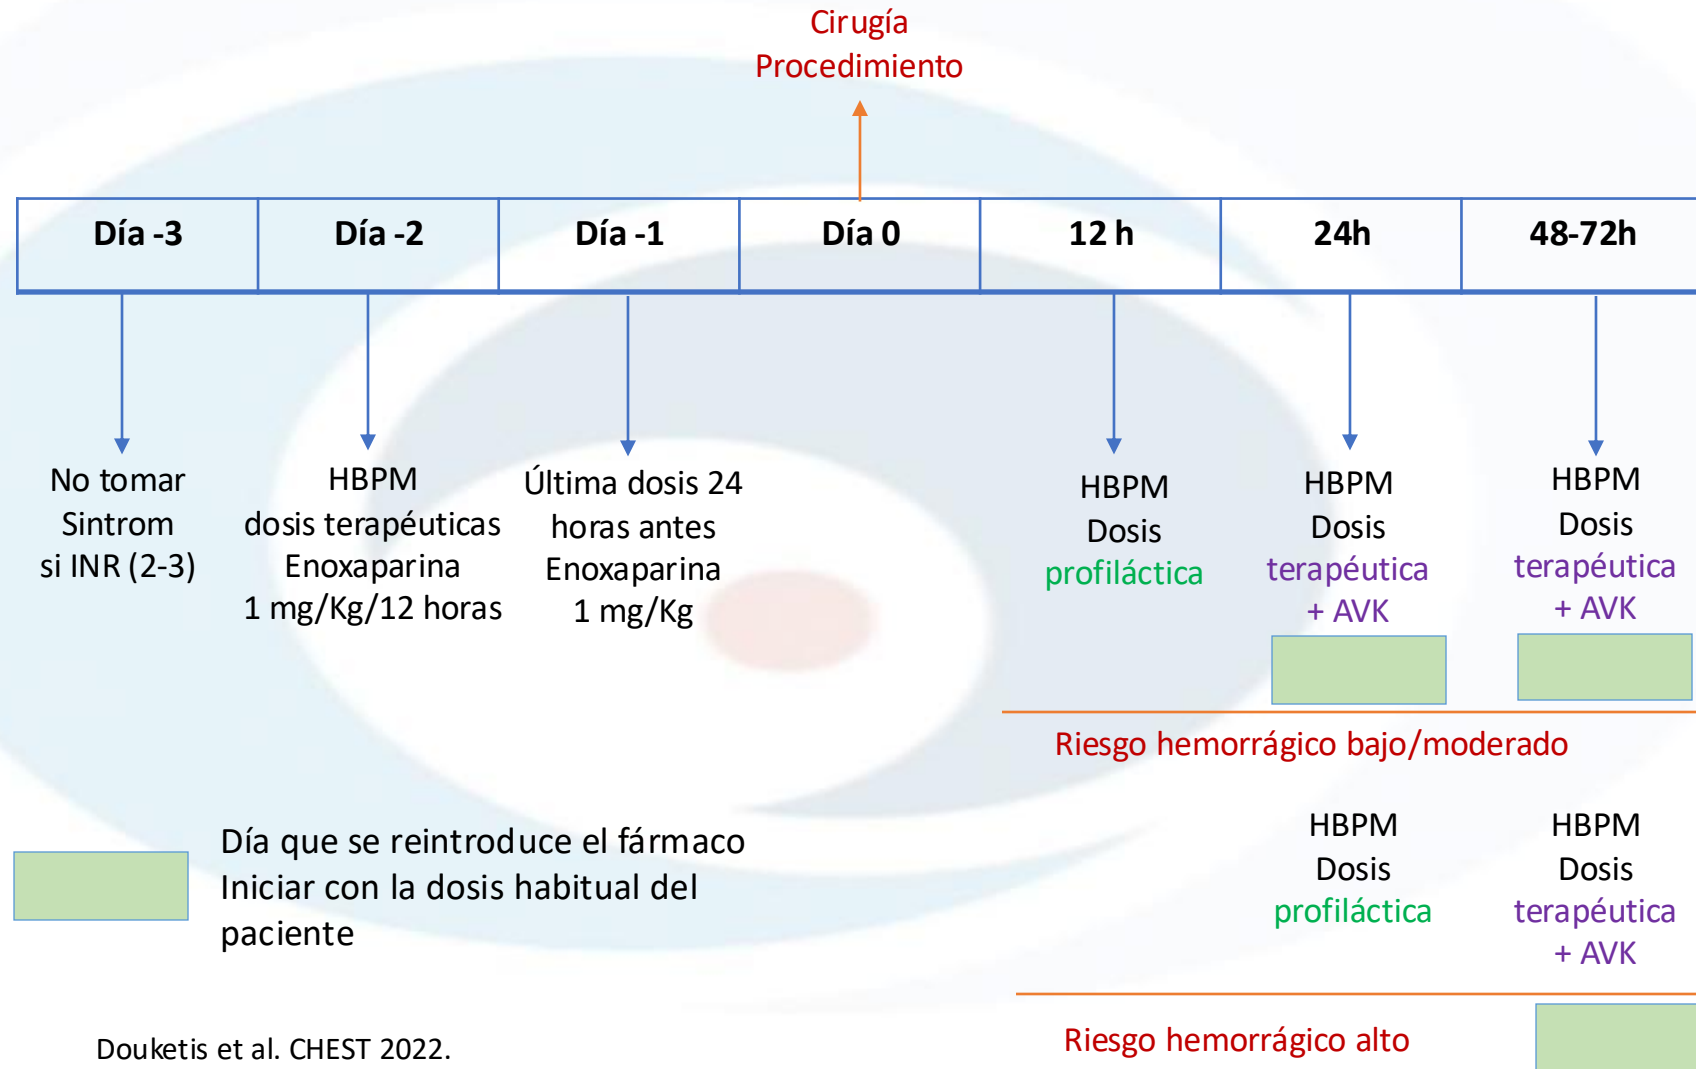 Cirugía
Procedimiento
Día -3
Día -2
Día -1
Día 0
12 h
24h
48-72h
No tomar
Sintrom
si INR (2-3)
HBPM
dosis terapéuticas
Enoxaparina
1 mg/Kg/12 horas
Última dosis 24
horas antes
Enoxaparina
1 mg/Kg
HBPM
Dosis
profiláctica
HBPM
Dosis
terapéutica
+ AVK
HBPM
Dosis
terapéutica
+ AVK
Riesgo hemorrágico bajo/moderado
Día que se reintroduce el fármaco
Iniciar con la dosis habitual del
paciente
HBPM
Dosis
profiláctica
HBPM
Dosis
terapéutica
+ AVK
Riesgo hemorrágico alto
Douketis et al. CHEST 2022.